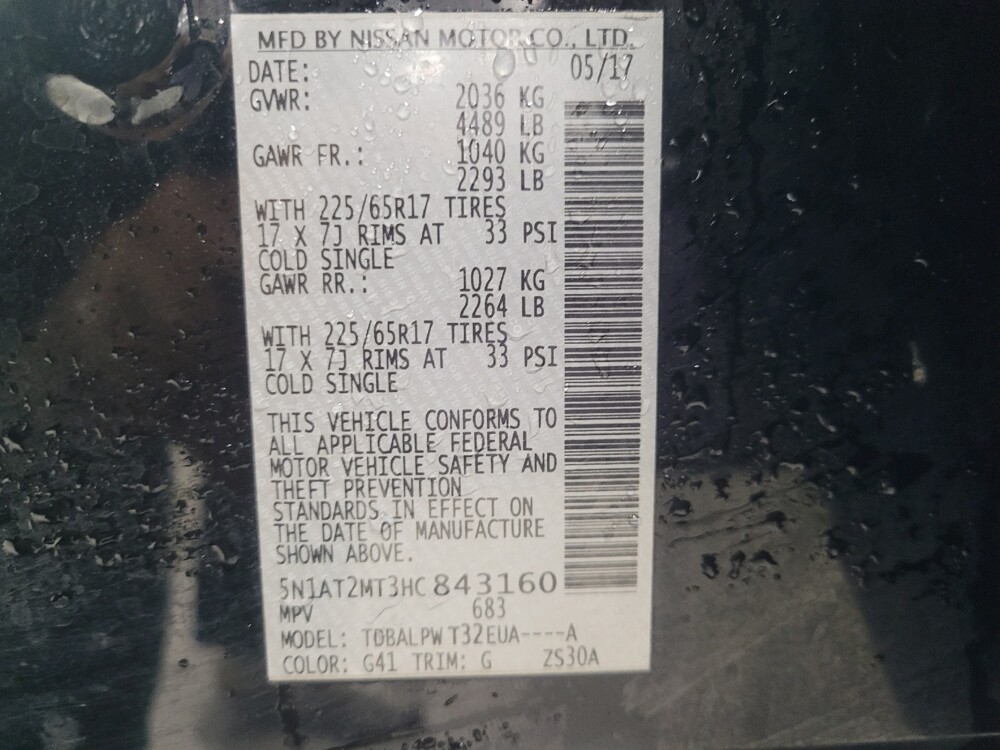 MFD BY NISSAN MOTOR CO., LTD.
DATE: 05/17
GVWR: 2036 KG
4489 LB
GAWR FR.: 1040 KG
2293 LB
WITH 225/65R17 TIRES
17 X 7J RIMS AT 33 PSI
COLD SINGLE
GAWR RR.: 1027 KG
2264 LB
WITH 225/65R17 TIRES
17 X 7J RIMS AT 33 PSI
COLD SINGLE
THIS VEHICLE CONFORMS TO
ALL APPLICABLE FEDERAL
MOTOR VEHICLE SAFETY AND
THEFT PREVENTION
STANDARDS IN EFFECT ON
THE DATE OF MANUFACTURE
SHOWN ABOVE.
5N1AT2MT3HC843160
MPV 683
MODEL: TOBALPW T32EUA----A
COLOR: G41 TRIM: G ZS30A